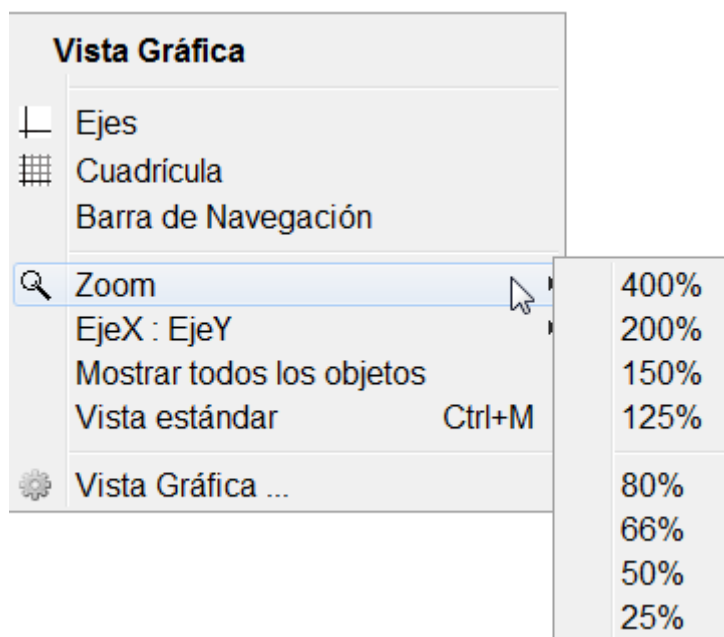 Vista Gráfica
Ejes
Cuadrícula
Barra de Navegación
Zoom
EjeX : EjeY
Mostrar todos los objetos
Vista estándar Ctrl+M
Vista Gráfica ...
400%
200%
150%
125%
80%
66%
50%
25%